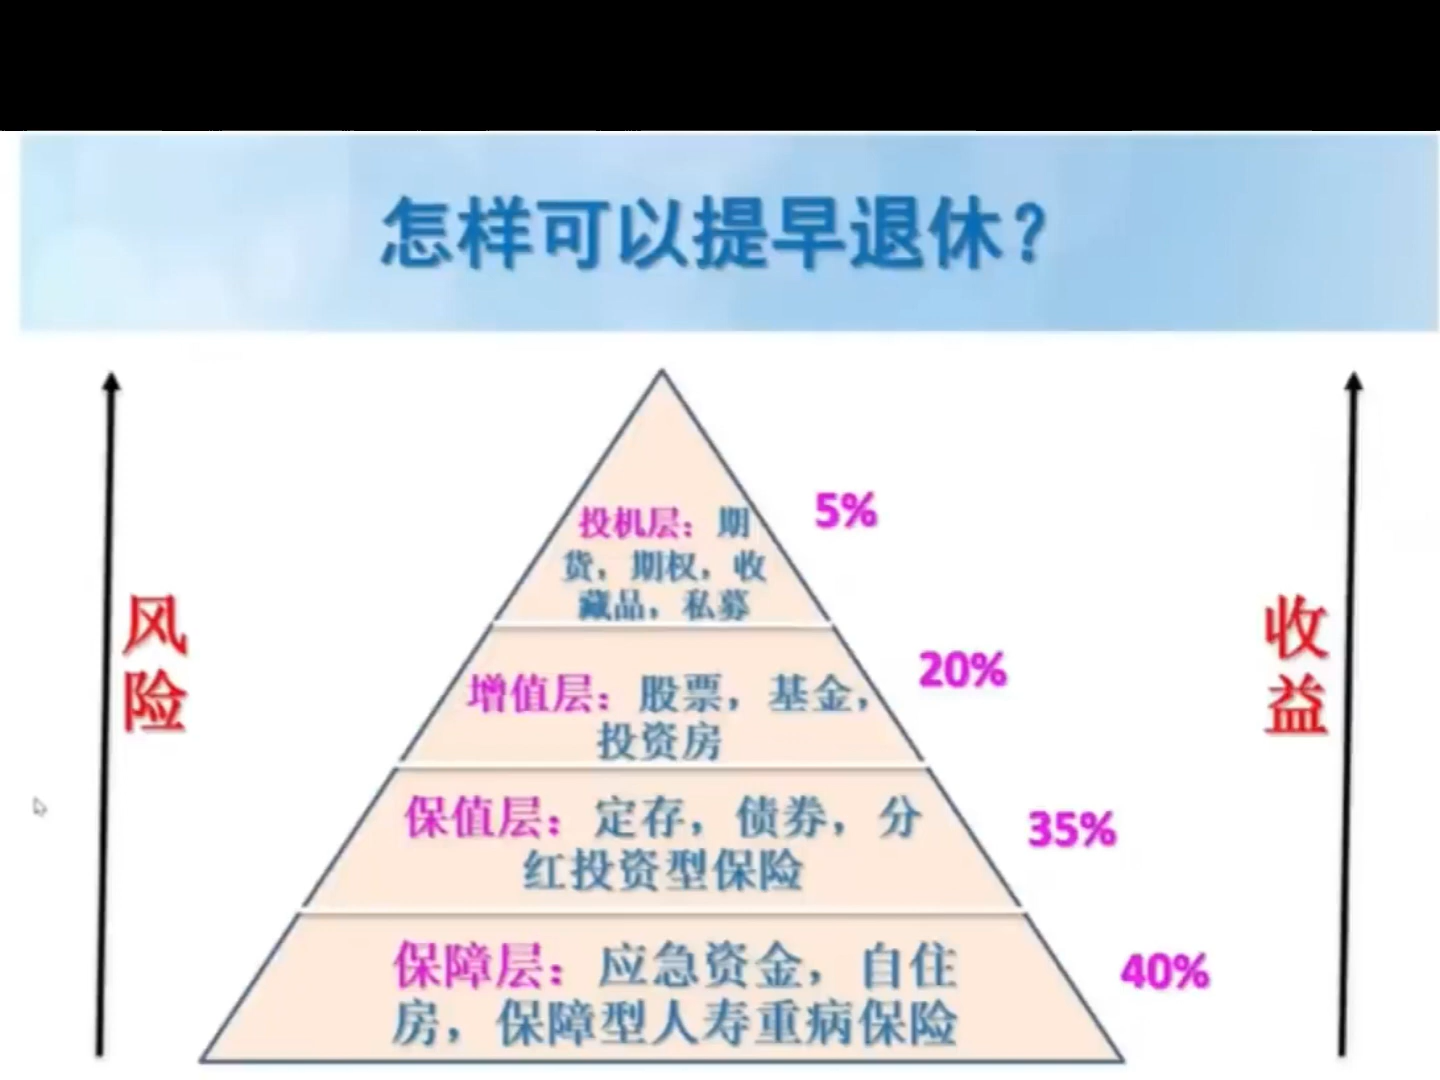 怎样可以提早退休？
投机层：期
货，期权，收
藏品，私募
5%
增值层：股票，基金，
投资房
20%
保值层：定存，债券，分
红投资型保险
35%
保障层：应急资金，自住
房，保障型人寿重病保险
40%
风
险
收
益